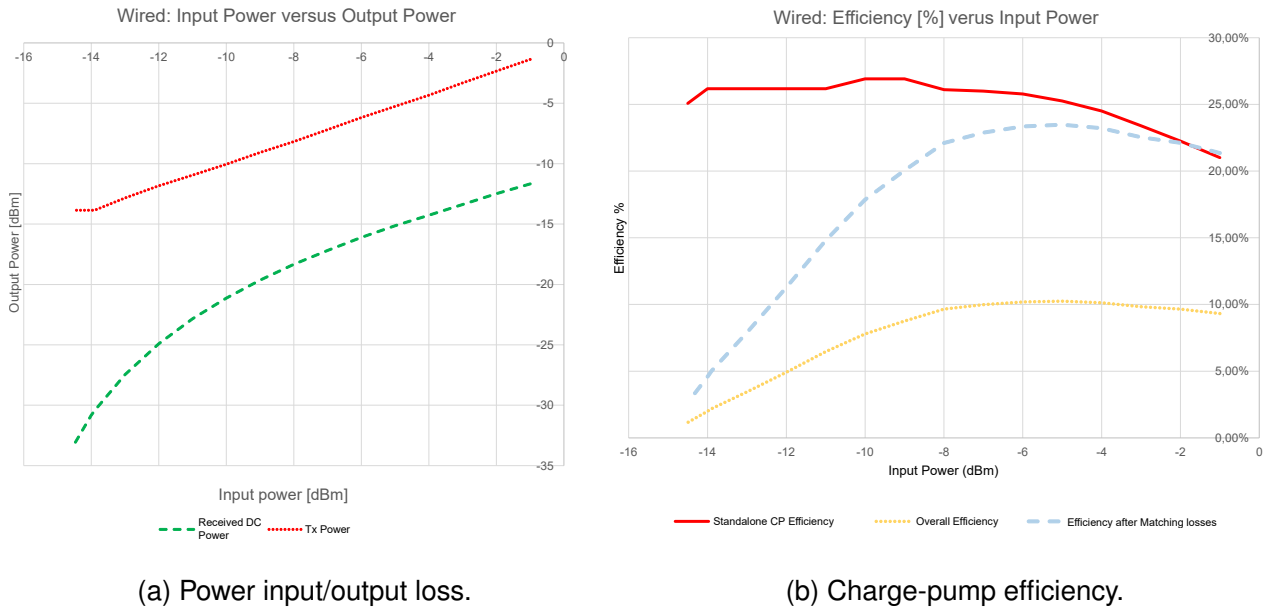 Wired: Input Power versus Output Power
-16
-14
-12
-10
-8
-6
-4
-2
0
0
-5
-10
-15
-20
-25
-30
-35
Output Power [dBm]
Input power [dBm]
Received DC
Power
Tx Power
(a) Power input/output loss.
Wired: Efficiency [%] verus Input Power
30,00%
25,00%
20,00%
15,00%
10,00%
5,00%
0,00%
Efficiency %
-16
-14
-12
-10
-8
-6
-4
-2
0
Input Power (dBm)
Standalone CP Efficiency
Overall Efficiency
Efficiency after Matching losses
(b) Charge-pump efficiency.